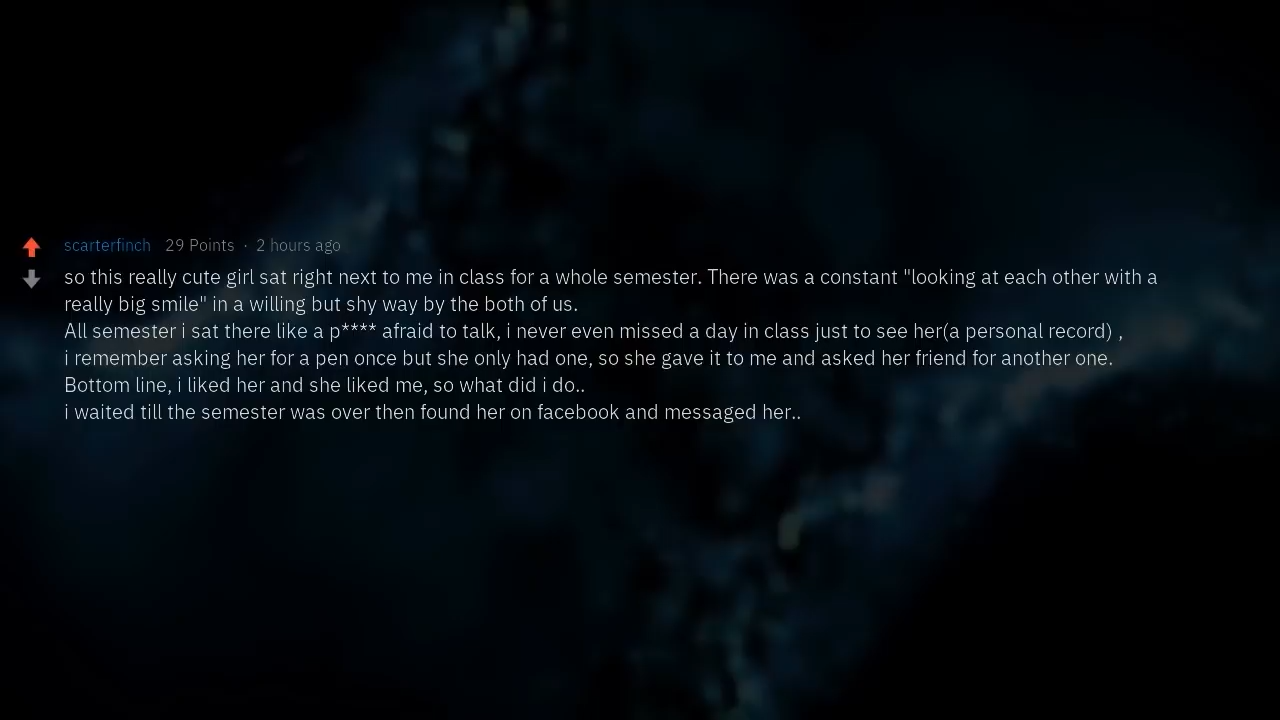 scarterfinch 29 Points · 2 hours ago
so this really cute girl sat right next to me in class for a whole semester. There was a constant "looking at each other with a
really big smile" in a willing but shy way by the both of us.
All semester i sat there like a p**** afraid to talk, i never even missed a day in class just to see her(a personal record) ,
i remember asking her for a pen once but she only had one, so she gave it to me and asked her friend for another one.
Bottom line, i liked her and she liked me, so what did i do..
i waited till the semester was over then found her on facebook and messaged her..